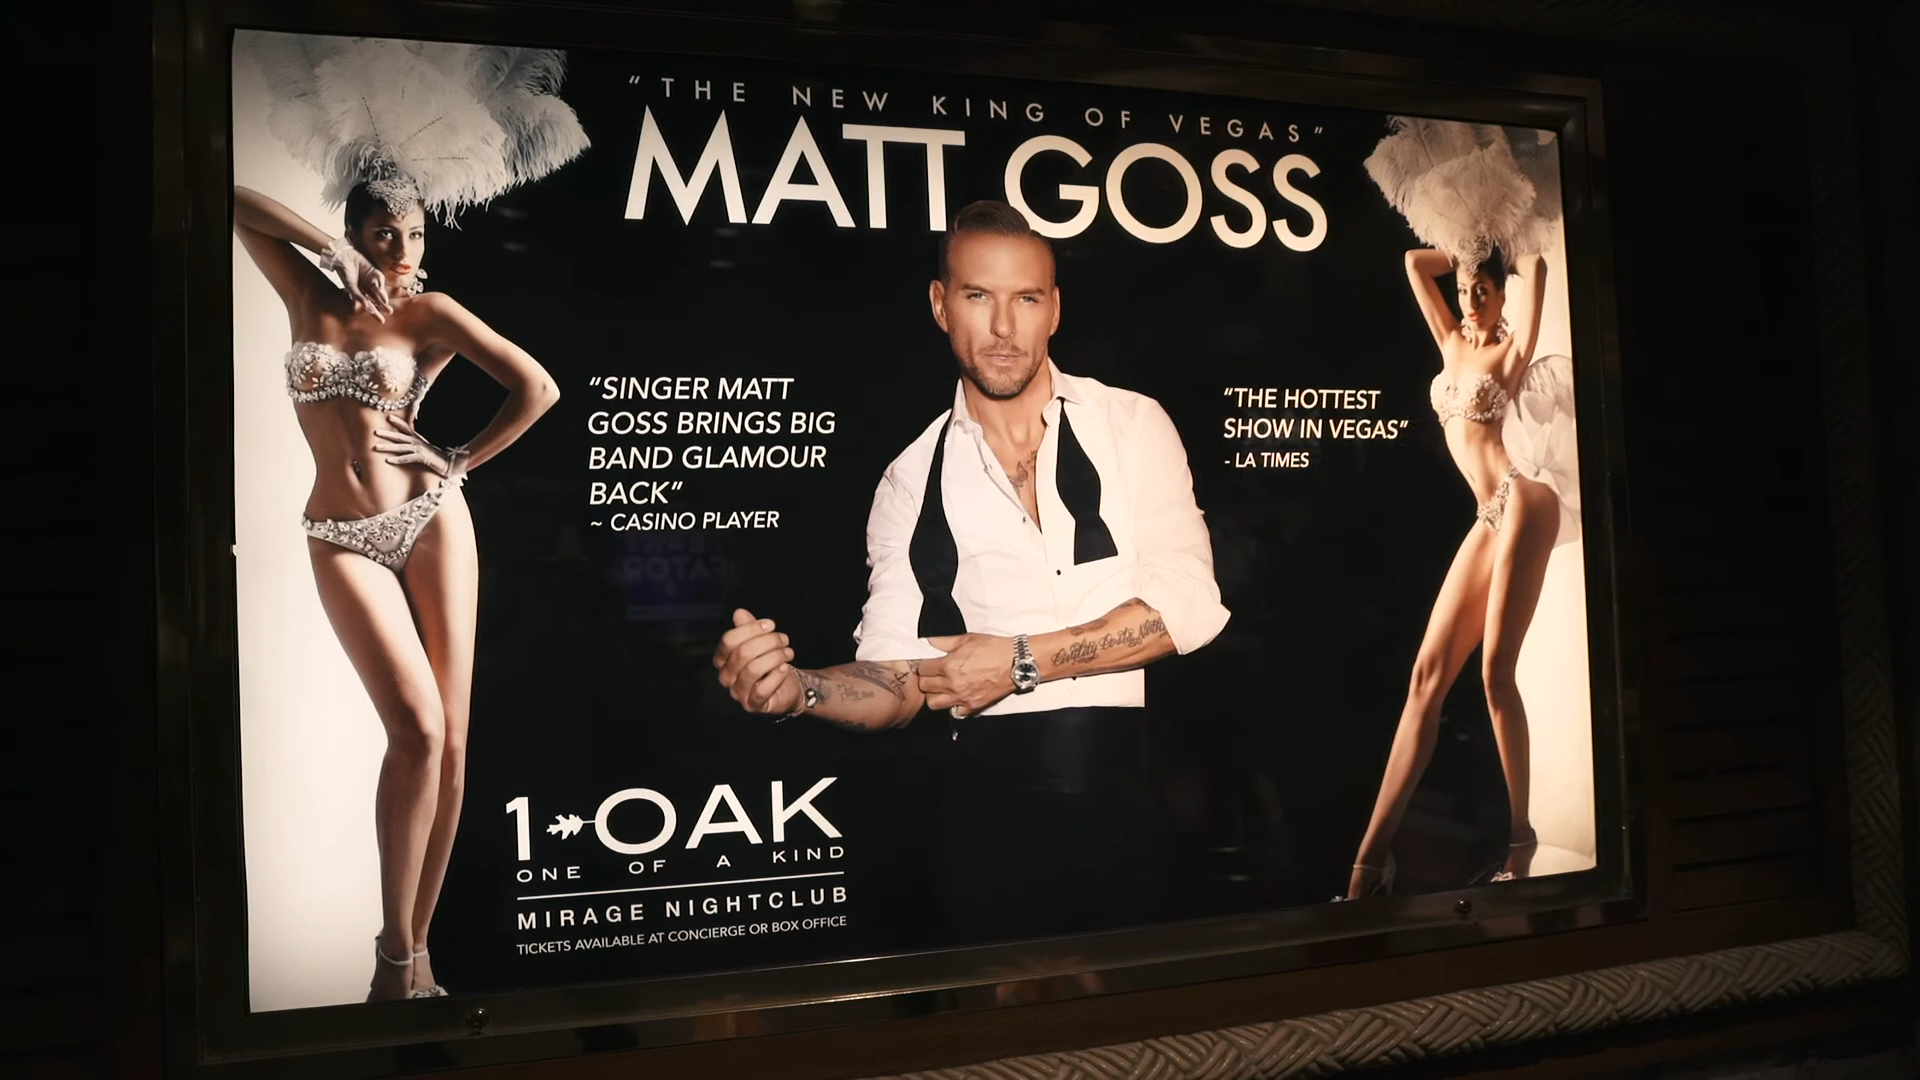 “THE NEW KING OF VEGAS”
MATT GOSS
“SINGER MATT
GOSS BRINGS BIG
BAND GLAMOUR
BACK”
~ CASINO PLAYER
“THE HOTTEST
SHOW IN VEGAS”
- LA TIMES
1 OAK
ONE OF A KIND
MIRAGE NIGHTCLUB
TICKETS AVAILABLE AT CONCIERGE OR BOX OFFICE